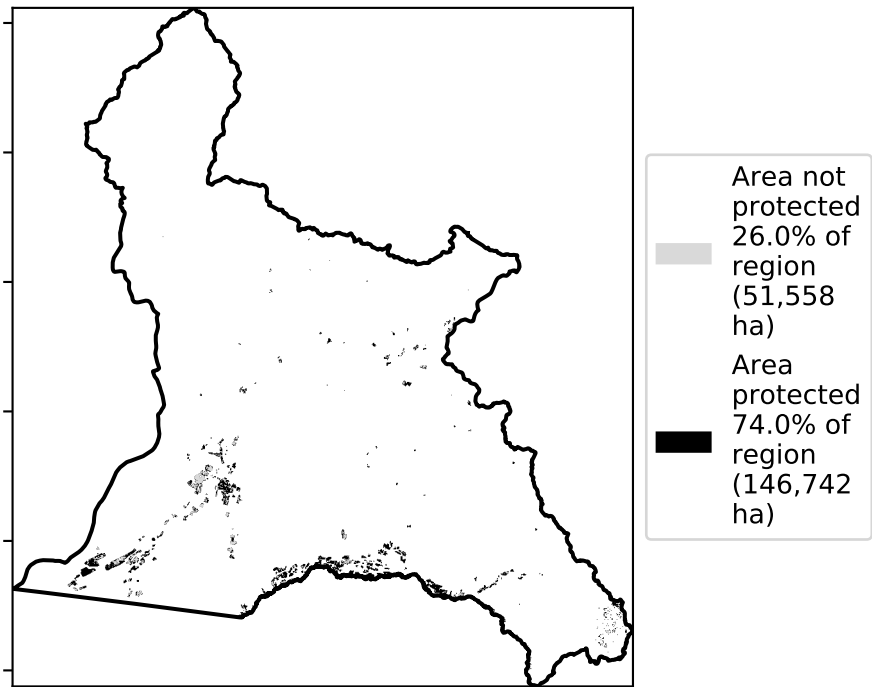 Area not
protected
26.0% of
region
(51,558
ha)
Area
protected
74.0% of
region
(146,742
ha)